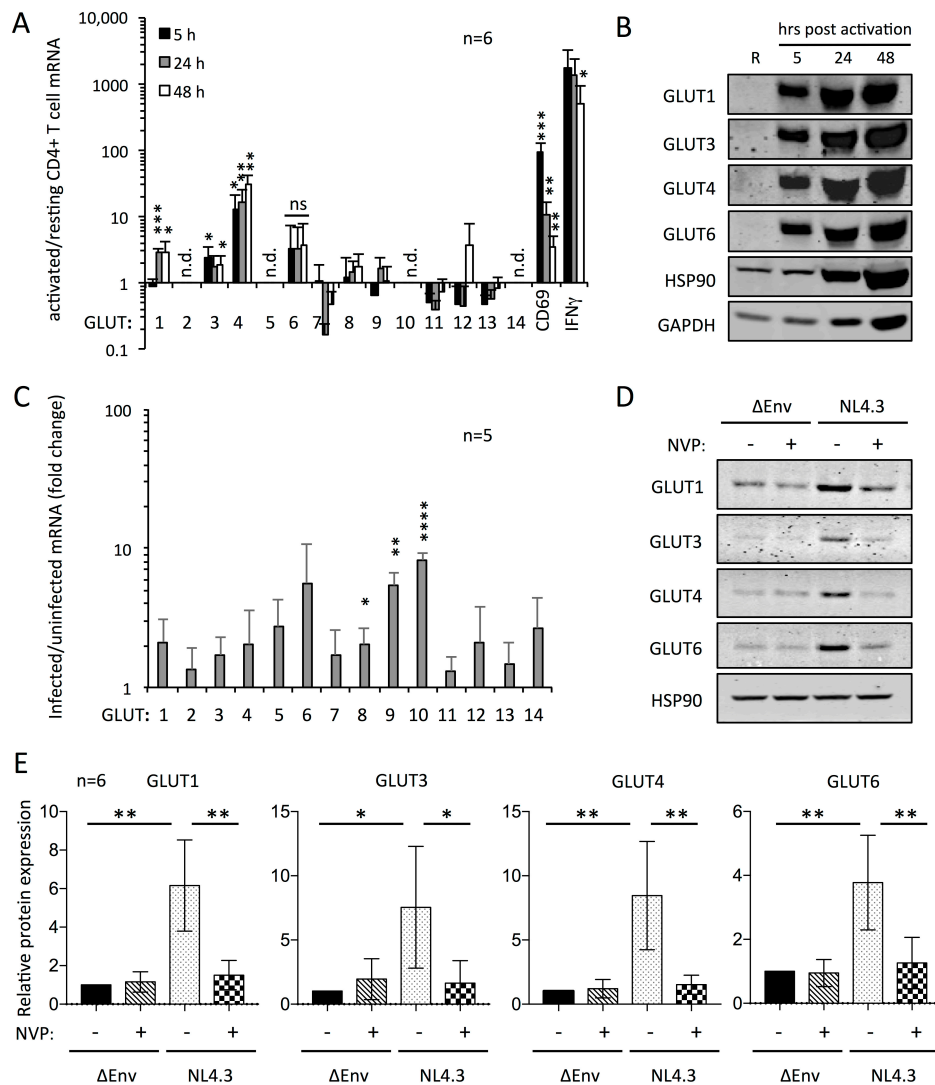 A
activated/resting CD4+ T cell mRNA
10,000
1000
100
10
1
0.1
5 h
24 h
48 h
n=6
***
**
n.d.
*
*
*
**
**
n.d.
ns
n.d.
n.d.
***
**
**
*
GLUT: 1 2 3 4 5 6 7 8 9 10 11 12 13 14 CD69 IFNγ
B
hrs post activation
R 5 24 48
GLUT1
GLUT3
GLUT4
GLUT6
HSP90
GAPDH
C
Infected/uninfected mRNA (fold change)
100
10
1
n=5
*
**
****
GLUT: 1 2 3 4 5 6 7 8 9 10 11 12 13 14
D
ΔEnv NL4.3
NVP: - + - +
GLUT1
GLUT3
GLUT4
GLUT6
HSP90
E
n=6 GLUT1 GLUT3 GLUT4 GLUT6
Relative protein expression
10
8
6
4
2
0
** **
15
10
5
0
* *
15
10
5
0
** **
6
4
2
0
** **
NVP: - + - + - + - + - + - + - + - +
ΔEnv NL4.3 ΔEnv NL4.3 ΔEnv NL4.3 ΔEnv NL4.3